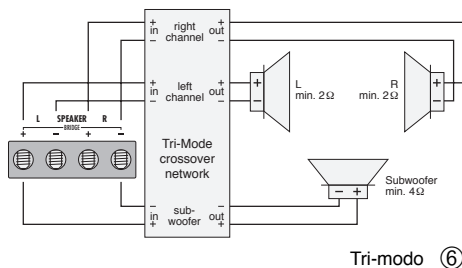 + in − right channel + out −
+ in − left channel + out −
L SPEAKER R
BRIDGE
+ − + −
Tri-Mode
crossover
network
− in + sub-woofer − out +
+ −
L
min. 2Ω
R
min. 2Ω
+ −
− +
Subwoofer
min. 4Ω
Tri-modo ⑥